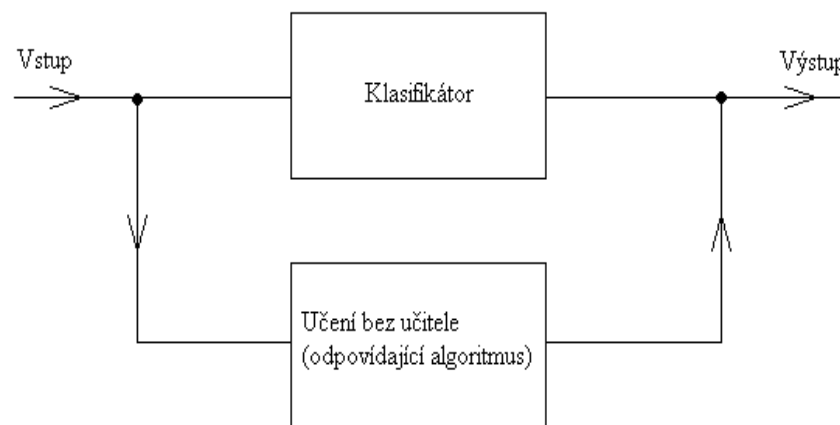 Vstup
Klasifikátor
Výstup
Učení bez učitele
(odpovídající algoritmus)